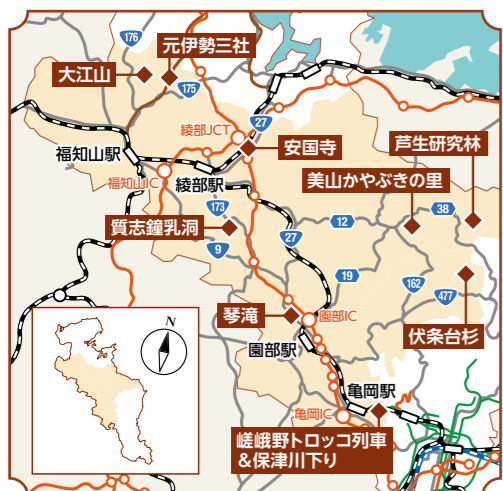 176
元伊勢三社
大江山
175
27
綾部JCT
安国寺
芦生研究林
福知山駅
美山かやぶきの里
福知山IC
綾部駅
173
38
12
質志鐘乳洞
27
9
19
162
477
琴滝
園部IC
伏条台杉
園部駅
N
亀岡駅
亀岡IC
嵯峨野トロッコ列車
&保津川下り